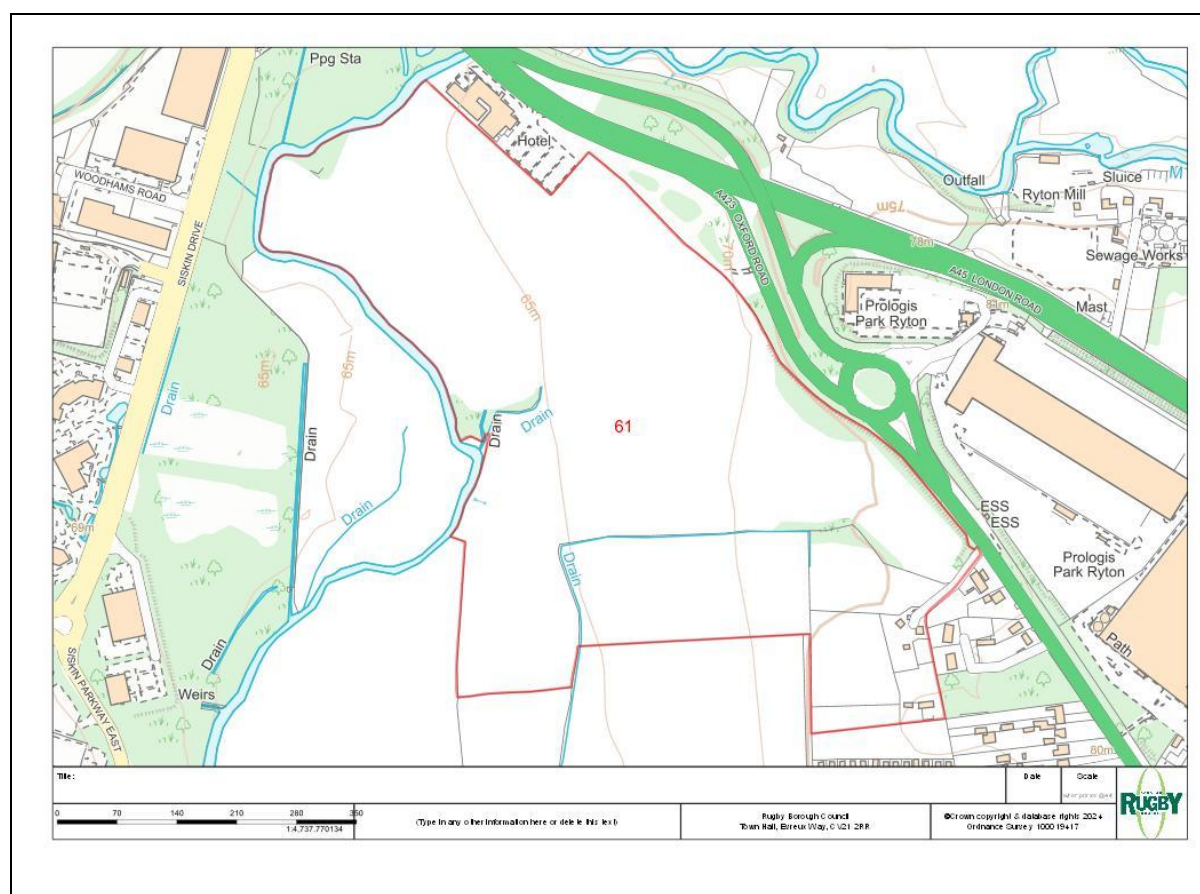 Ppg Sta
Hotel
WOODHAMS ROAD
SISKIN DRIVE
Outfall
Ryton Mill
Sluice
M
75m
78m
Sewage Works
A423 OXFORD ROAD
70m
A45 LONDON ROAD
Mast
81m
Prologis
Park Ryton
65m
65m
65m
Drain
Drain
Drain
Drain
61
Drain
69m
ESS
ESS
Drain
Prologis
Park Ryton
Path
Drain
Weirs
SISKIN PARKWAY EAST
80m
Title:
Date
Scale
0 70 140 210 280 350
1:4,737.770134
(Type in any other information here or delete this text)
Rugby Borough Council
Town Hall, Evreux Way, CV21 2RR
©Crown copyright & database rights 2024
Ordnance Survey 100019417
RUGBY